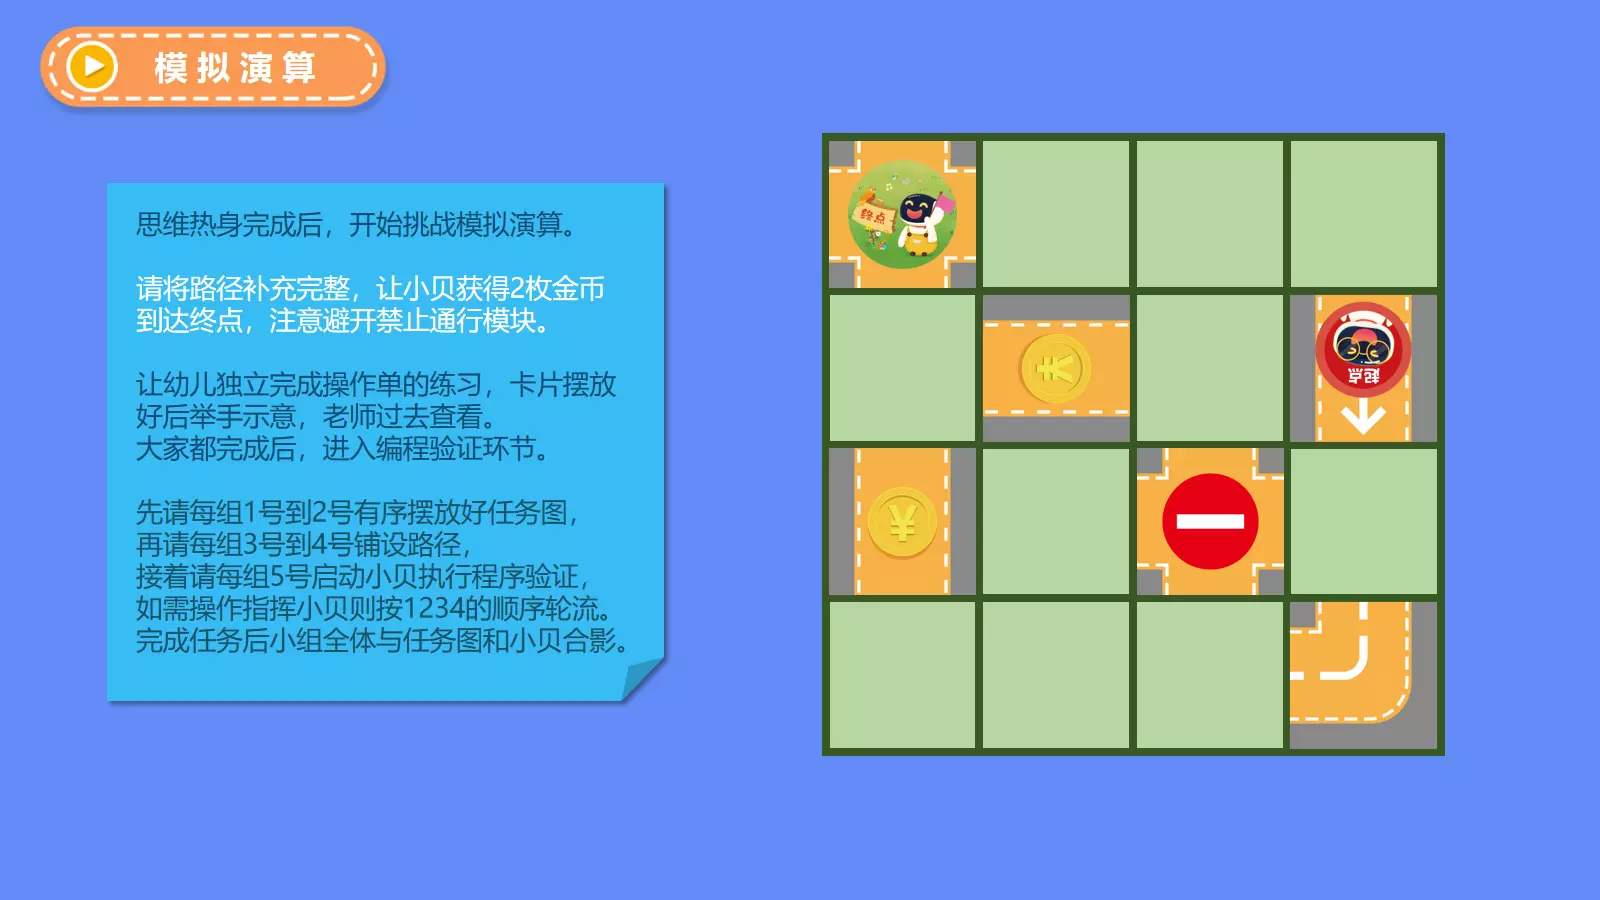 模拟演算
思维热身完成后，开始挑战模拟演算。
请将路径补充完整，让小贝获得2枚金币
到达终点，注意避开禁止通行模块。
让幼儿独立完成操作单的练习，卡片摆放
好后举手示意，老师过去查看。
大家都完成后，进入编程验证环节。
先请每组1号到2号有序摆放好任务图，
再请每组3号到4号铺设路径，
接着请每组5号启动小贝执行程序验证，
如需操作指挥小贝则按1234的顺序轮流。
完成任务后小组全体与任务图和小贝合影。
终点
¥
起点
¥